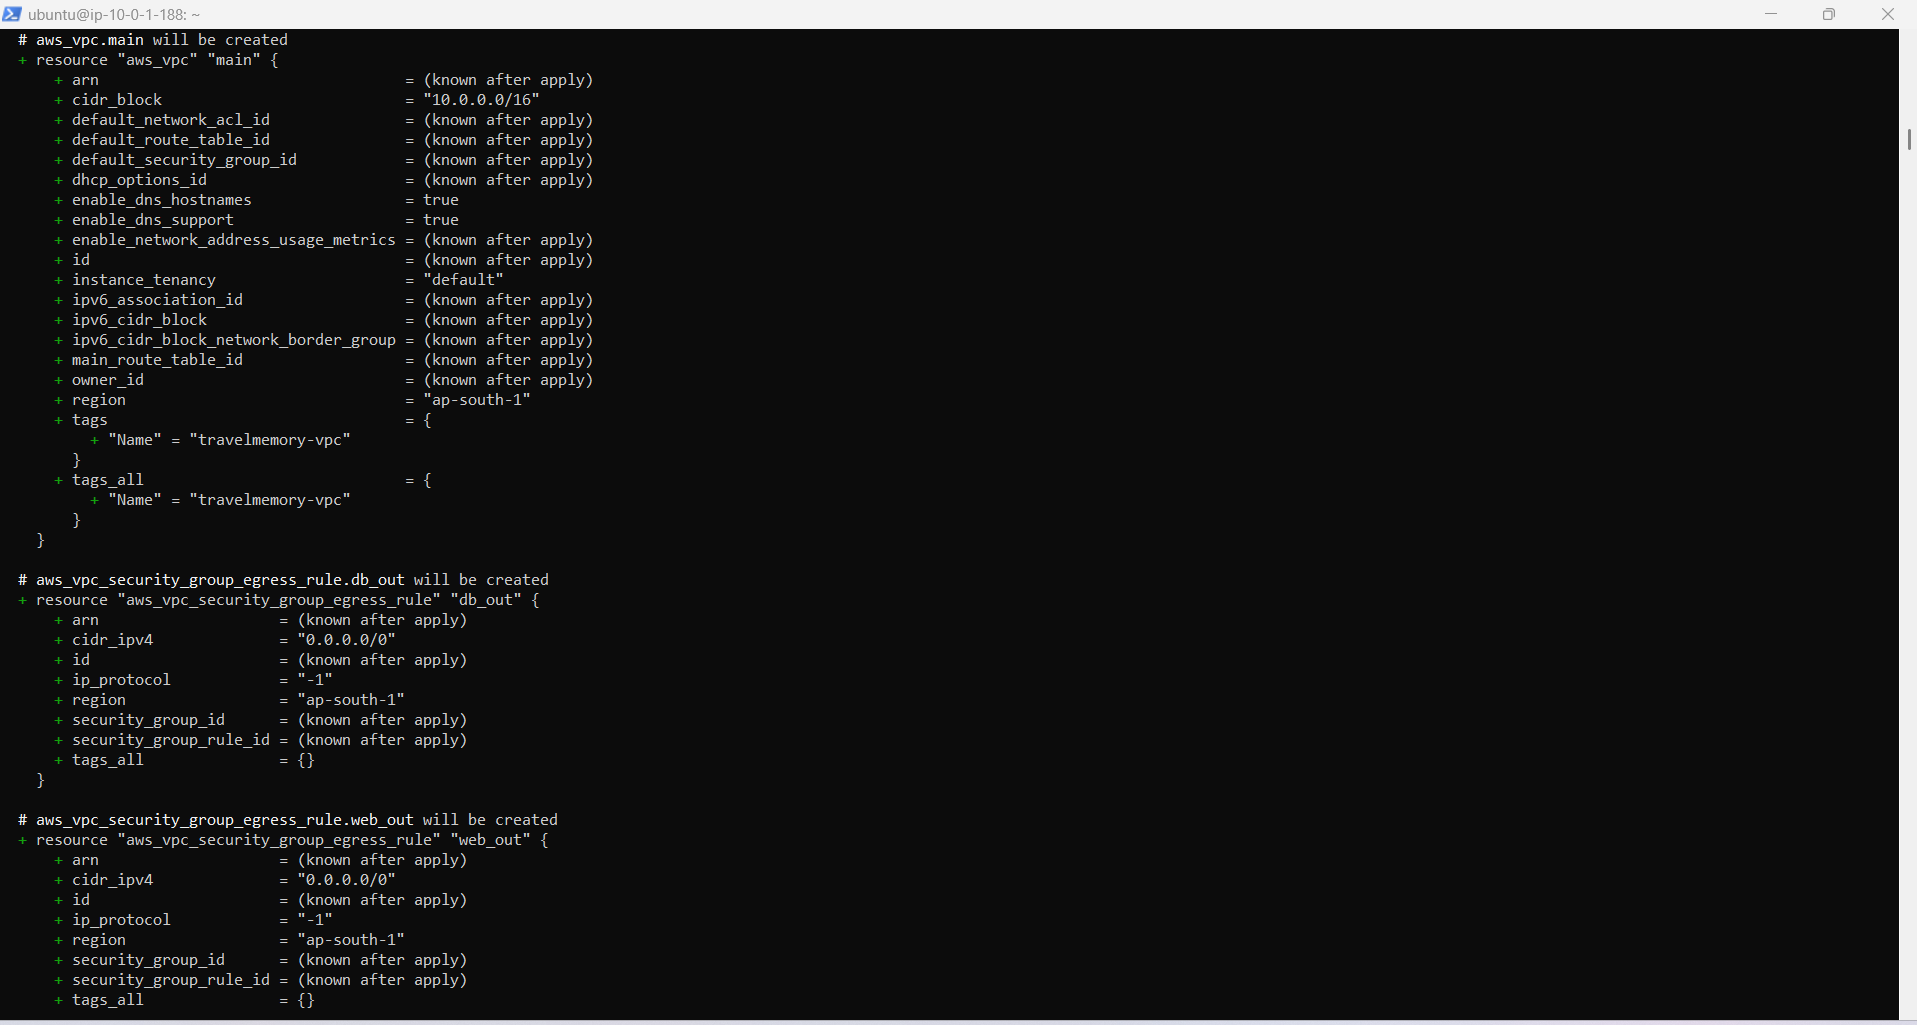 ubuntu@ip-10-0-1-188: ~
# aws_vpc.main will be created
+ resource "aws_vpc" "main" {
    + arn                                  = (known after apply)
    + cidr_block                           = "10.0.0.0/16"
    + default_network_acl_id               = (known after apply)
    + default_route_table_id               = (known after apply)
    + default_security_group_id            = (known after apply)
    + dhcp_options_id                      = (known after apply)
    + enable_dns_hostnames                 = true
    + enable_dns_support                   = true
    + enable_network_address_usage_metrics = (known after apply)
    + id                                   = (known after apply)
    + instance_tenancy                     = "default"
    + ipv6_association_id                  = (known after apply)
    + ipv6_cidr_block                      = (known after apply)
    + ipv6_cidr_block_network_border_group = (known after apply)
    + main_route_table_id                  = (known after apply)
    + owner_id                             = (known after apply)
    + region                               = "ap-south-1"
    + tags                                 = {
        + "Name" = "travelmemory-vpc"
      }
    + tags_all                             = {
        + "Name" = "travelmemory-vpc"
      }
  }
# aws_vpc_security_group_egress_rule.db_out will be created
+ resource "aws_vpc_security_group_egress_rule" "db_out" {
    + arn                    = (known after apply)
    + cidr_ipv4              = "0.0.0.0/0"
    + id                     = (known after apply)
    + ip_protocol            = "-1"
    + region                 = "ap-south-1"
    + security_group_id      = (known after apply)
    + security_group_rule_id = (known after apply)
    + tags_all               = {}
  }
# aws_vpc_security_group_egress_rule.web_out will be created
+ resource "aws_vpc_security_group_egress_rule" "web_out" {
    + arn                    = (known after apply)
    + cidr_ipv4              = "0.0.0.0/0"
    + id                     = (known after apply)
    + ip_protocol            = "-1"
    + region                 = "ap-south-1"
    + security_group_id      = (known after apply)
    + security_group_rule_id = (known after apply)
    + tags_all               = {}